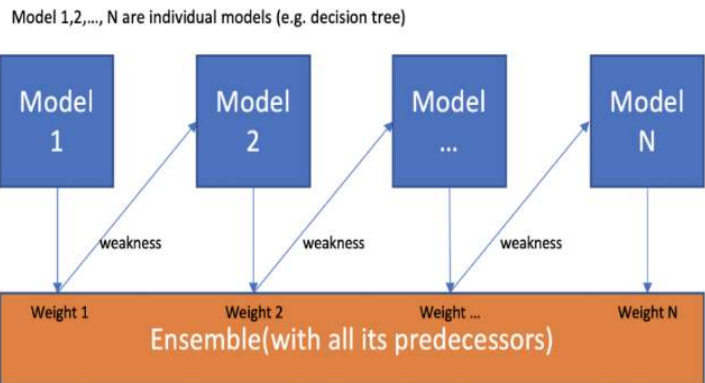 Model 1,2,..., N are individual models (e.g. decision tree)
Model
1
Model
2
Model
...
Model
N
weakness
weakness
weakness
Weight 1
Weight 2
Weight ...
Weight N
Ensemble(with all its predecessors)